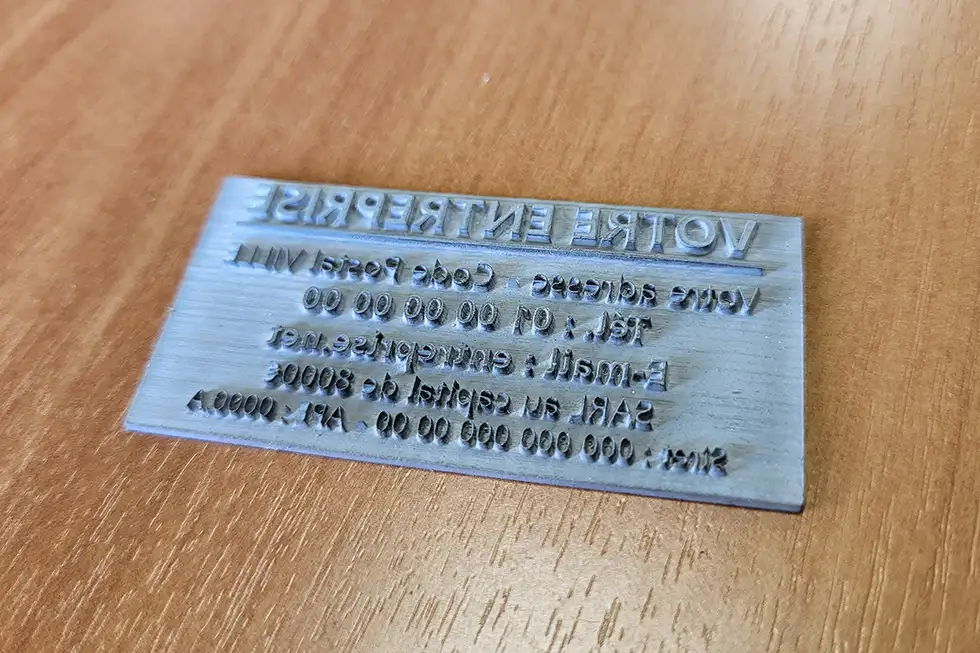 VOTRE ENTREPRISE
Votre adresse - Code Postal VILLE
Tél. : 01 00 00 00 00
E-mail : entreprise.net
SARL au capital de 8000€
Siret : 000 000 000 00 00 - APE : 0000A